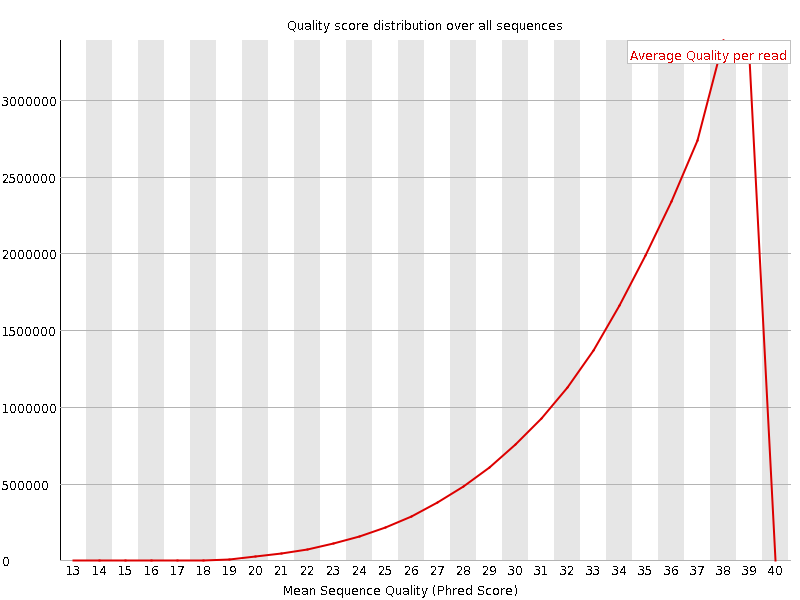 Quality score distribution over all sequences
Average Quality per read
3000000
2500000
2000000
1500000
1000000
500000
0
13 14 15 16 17 18 19 20 21 22 23 24 25 26 27 28 29 30 31 32 33 34 35 36 37 38 39 40
Mean Sequence Quality (Phred Score)